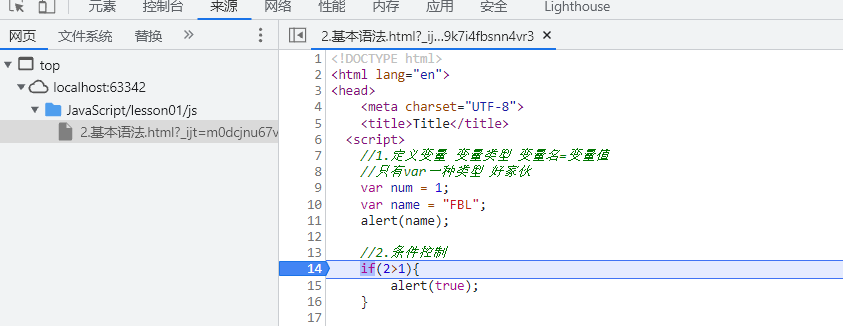 元素 控制台 来源 网络 性能 内存 应用 安全 Lighthouse
网页 文件系统 替换 »
2.基本语法.html?_ij…9k7i4fbsnn4vr3 ×
top
localhost:63342
JavaScript/lesson01/js
2.基本语法.html?_ijt=m0dcjnu67v
1 <!DOCTYPE html>
2 <html lang="en">
3 <head>
4 <meta charset="UTF-8">
5 <title>Title</title>
6 <script>
7 //1.定义变量 变量类型 变量名=变量值
8 //只有var一种类型 好家伙
9 var num = 1;
10 var name = "FBL";
11 alert(name);
12
13 //2.条件控制
14 if(2>1){
15 alert(true);
16 }
17